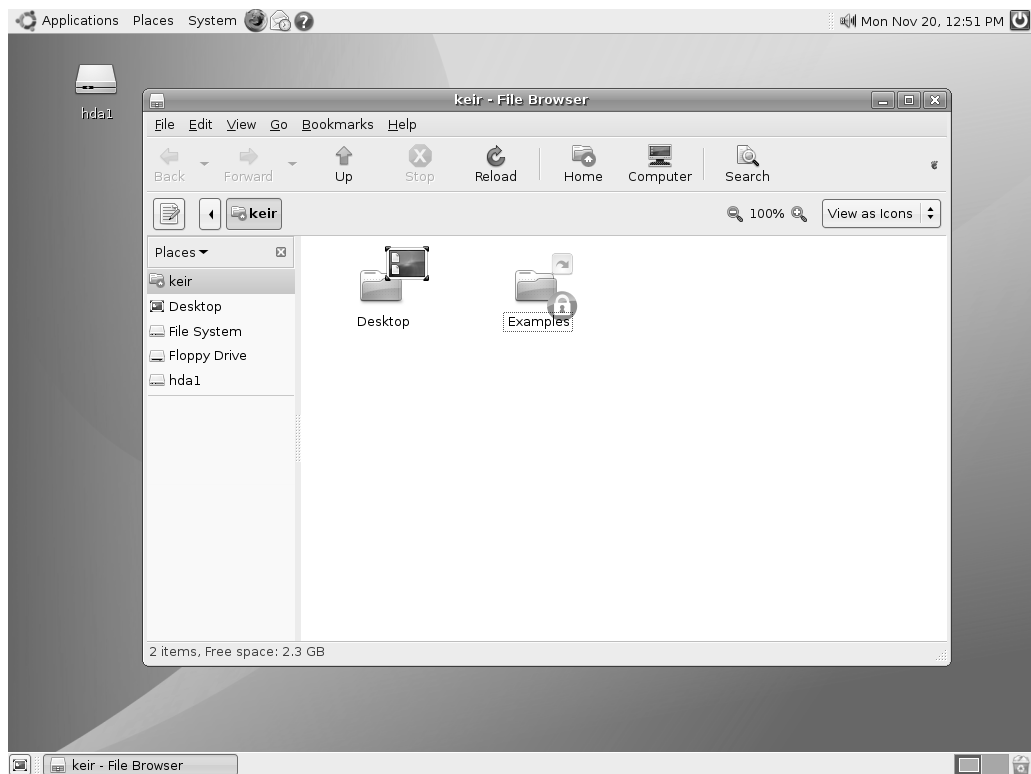 Applications Places System Mon Nov 20, 12:51 PM
hda1
keir - File Browser
File Edit View Go Bookmarks Help
Back Forward Up Stop Reload Home Computer Search
keir 100% View as Icons
Places
keir
Desktop
File System
Floppy Drive
hda1
Desktop Examples
2 items, Free space: 2.3 GB
keir - File Browser